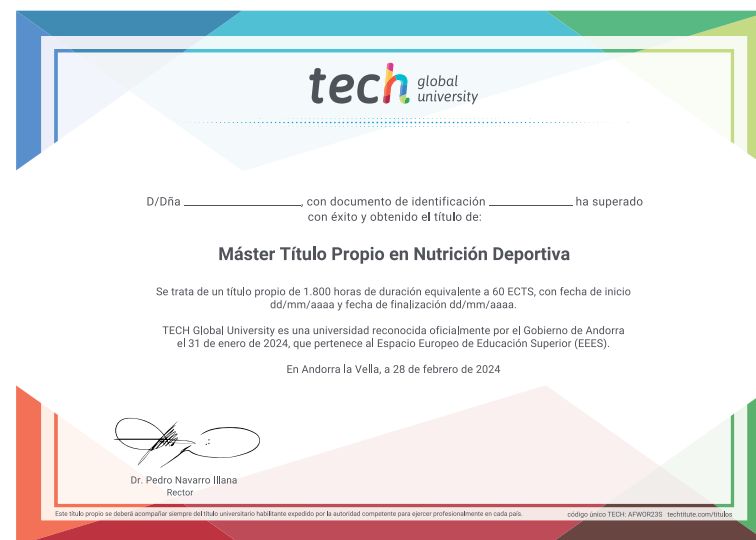 tech global university
D/Dña ____________________, con documento de identificación ______________ ha superado
con éxito y obtenido el título de:
Máster Título Propio en Nutrición Deportiva
Se trata de un título propio de 1.800 horas de duración equivalente a 60 ECTS, con fecha de inicio
dd/mm/aaaa y fecha de finalización dd/mm/aaaa.
TECH Global University es una universidad reconocida oficialmente por el Gobierno de Andorra
el 31 de enero de 2024, que pertenece al Espacio Europeo de Educación Superior (EEES).
En Andorra la Vella, a 28 de febrero de 2024
Dr. Pedro Navarro Illana
Rector
Este título propio se deberá acompañar siempre del título universitario habilitante expedido por la autoridad competente para ejercer profesionalmente en cada país.
código único TECH: AFWOR23S techtitute.com/titulos